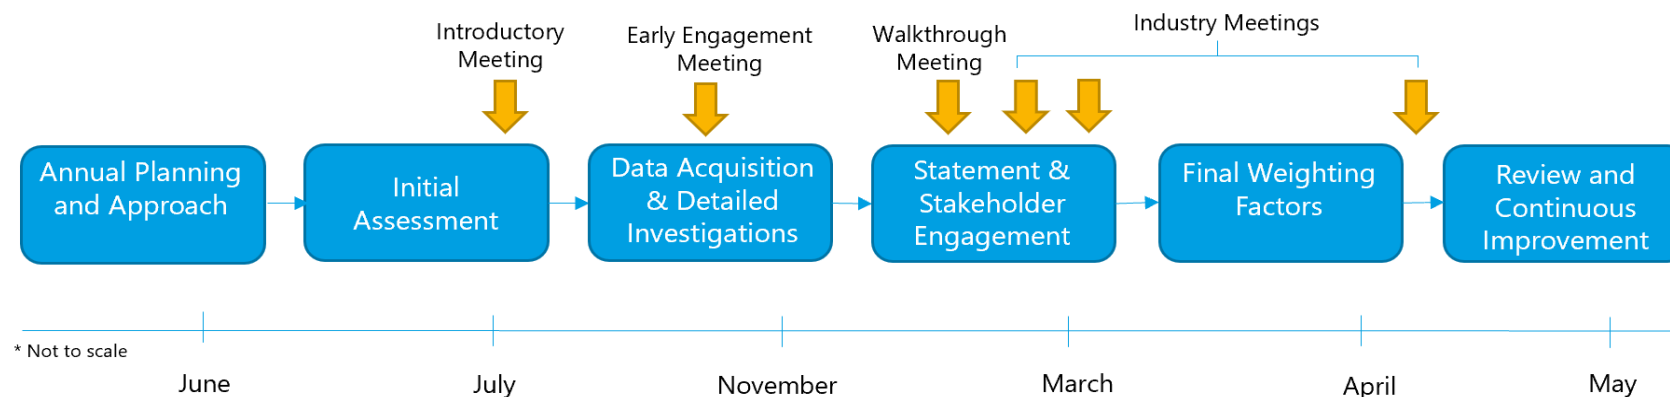 Introductory
Meeting
Early Engagement
Meeting
Walkthrough
Meeting
Industry Meetings
Annual Planning
and Approach
Initial
Assessment
Data Acquisition
& Detailed
Investigations
Statement &
Stakeholder
Engagement
Final Weighting
Factors
Review and
Continuous
Improvement
* Not to scale
June
July
November
March
April
May